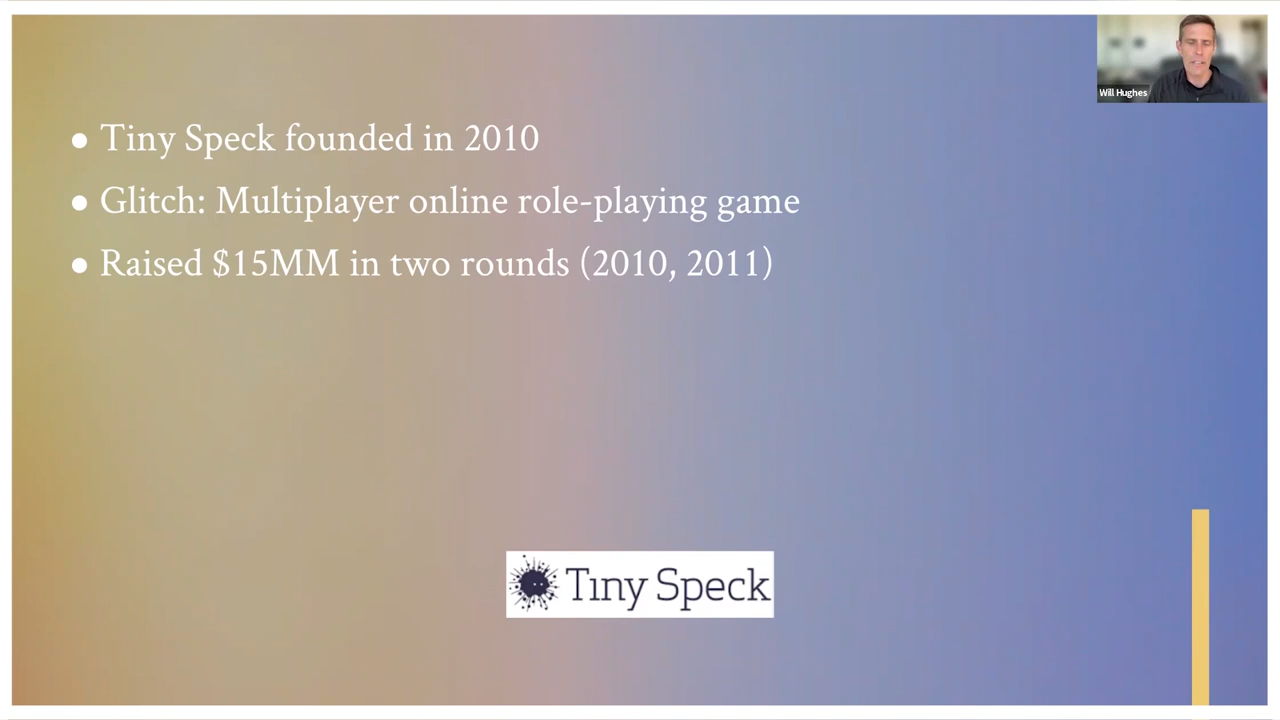 Will Hughes
• Tiny Speck founded in 2010
• Glitch: Multiplayer online role-playing game
• Raised $15MM in two rounds (2010, 2011)
Tiny Speck